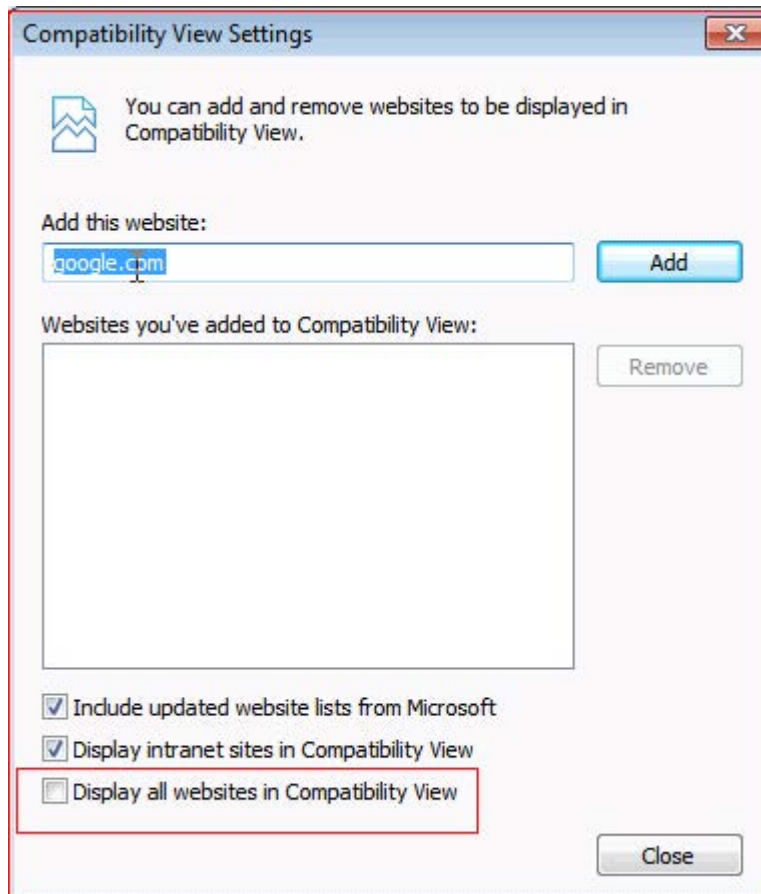 Compatibility View Settings
You can add and remove websites to be displayed in
Compatibility View.
Add this website:
google.com
Add
Websites you've added to Compatibility View:
Remove
Include updated website lists from Microsoft
Display intranet sites in Compatibility View
Display all websites in Compatibility View
Close